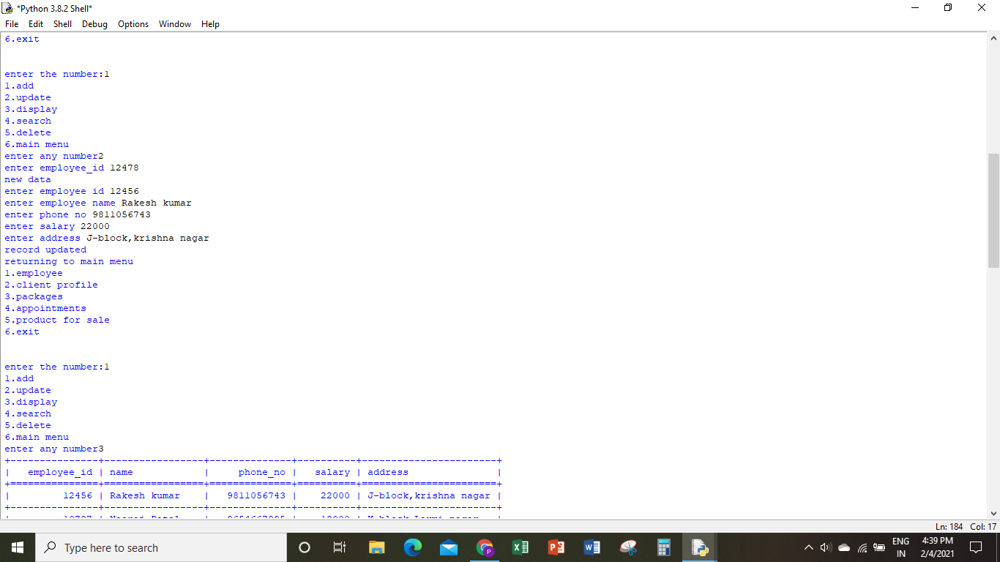 *Python 3.8.2 Shell*
File Edit Shell Debug Options Window Help
6.exit
enter the number:1
1.add
2.update
3.display
4.search
5.delete
6.main menu
enter any number2
enter employee_id 12478
new data
enter employee id 12456
enter employee name Rakesh kumar
enter phone no 9811056743
enter salary 22000
enter address J-block,krishna nagar
record updated
returning to main menu
1.employee
2.client profile
3.packages
4.appointments
5.product for sale
6.exit
enter the number:1
1.add
2.update
3.display
4.search
5.delete
6.main menu
enter any number3
+---------------+-----------------+--------------+----------+-----------------------+
| employee_id | name | phone_no | salary | address |
+===============+=================+==============+==========+=======================+
| 12456 | Rakesh kumar | 9811056743 | 22000 | J-block,krishna nagar |
+---------------+-----------------+--------------+----------+-----------------------+
Ln: 184 Col: 17
Type here to search
ENG
IN
4:39 PM
2/4/2021